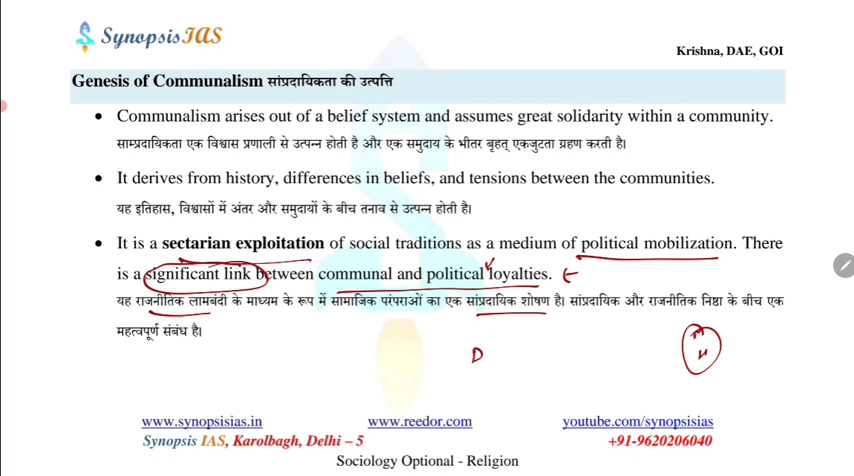 Synopsis IAS
Krishna, DAE, GOI
Genesis of Communalism सांप्रदायिकता की उत्पत्ति
• Communalism arises out of a belief system and assumes great solidarity within a community.
साम्प्रदायिकता एक विश्वास प्रणाली से उत्पन्न होती है और एक समुदाय के भीतर बृहत् एकजुटता ग्रहण करती है।
• It derives from history, differences in beliefs, and tensions between the communities.
यह इतिहास, विश्वासों में अंतर और समुदायों के बीच तनाव से उत्पन्न होती है।
• It is a sectarian exploitation of social traditions as a medium of political mobilization. There
is a significant link between communal and political loyalties.
यह राजनीतिक लामबंदी के माध्यम के रूप में सामाजिक परंपराओं का एक सांप्रदायिक शोषण है। सांप्रदायिक और राजनीतिक निष्ठा के बीच एक
महत्वपूर्ण संबंध है।
D
www.synopsisias.in www.reedor.com youtube.com/synopsisias
Synopsis IAS, Karolbagh, Delhi – 5 +91-9620206040
Sociology Optional - Religion